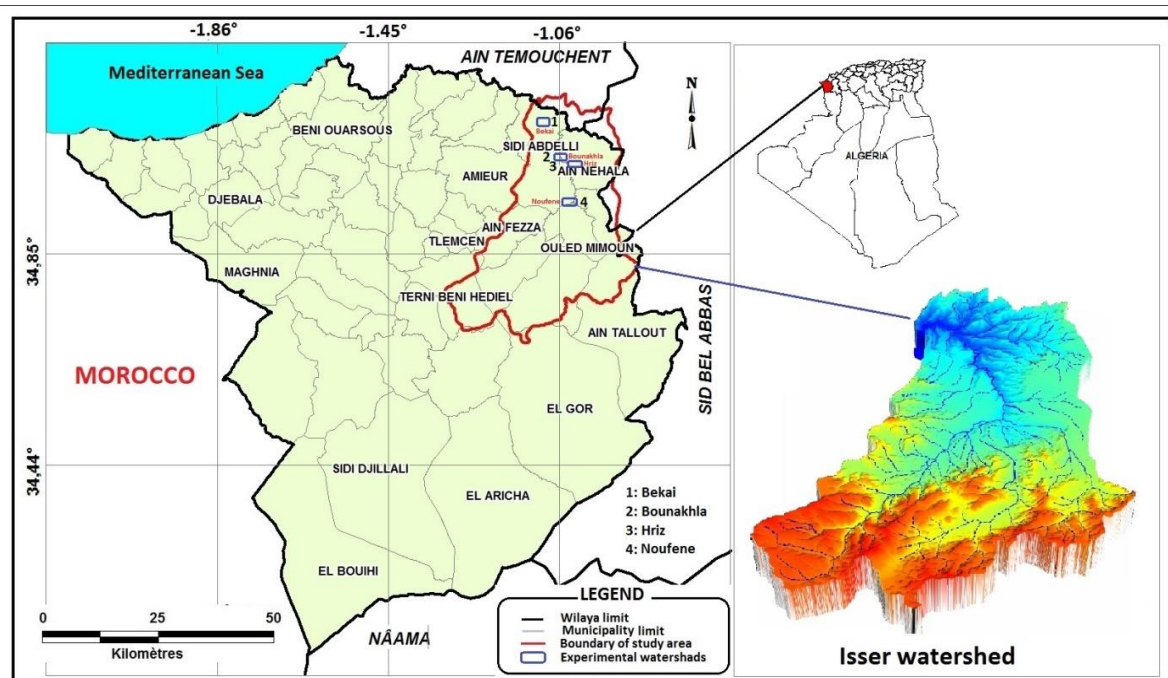 -1.86°
-1.45°
-1.06°
AIN TEMOUCHENT
Mediterranean Sea
N
BENI OUARSOUS
1
Bekai
SIDI ABDELLI
2
Bounakhla
3
Hriz
AIN NEHALA
AMIEUR
DJEBALA
Noufene
4
AIN FEZZA
TLEMCEN
OULED MIMOUN
34,85°
MAGHNIA
TERNI BENI HEDIEL
AIN TALLOUT
SID BEL ABBAS
MOROCCO
EL GOR
34,44°
SIDI DJILLALI
EL ARICHA
1: Bekai
2: Bounakhla
3: Hriz
4: Noufene
EL BOUIHI
NÂAMA
0 25 50
Kilomètres
LEGEND
Wilaya limit
Municipality limit
Boundary of study area
Experimental watershads
ALGERIA
Isser watershed